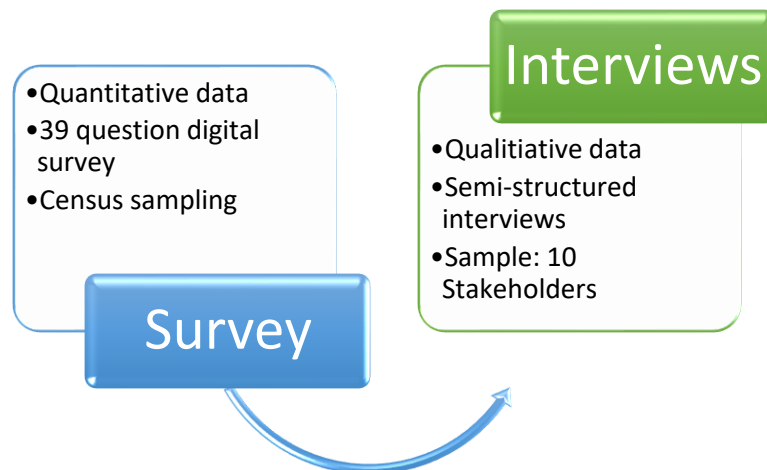 •Quantitative data
•39 question digital
survey
•Census sampling
Survey
Interviews
•Qualitiative data
•Semi-structured
interviews
•Sample: 10
Stakeholders